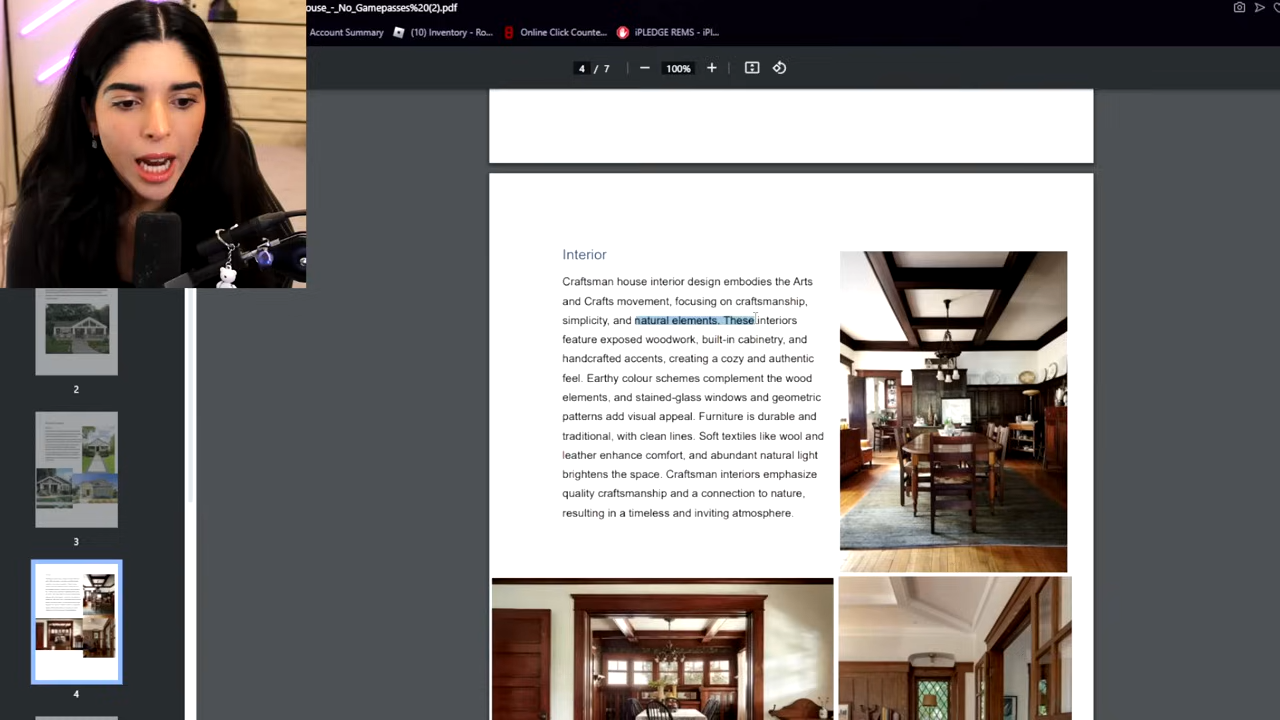 ouse_-_No_Gamepasses%20(2).pdf
Account Summary
(10) Inventory - Ro...
Online Click Counte...
iPLEDGE REMS - iPl...
4 / 7
100%
Interior
Craftsman house interior design embodies the Arts
and Crafts movement, focusing on craftsmanship,
simplicity, and natural elements. These interiors
feature exposed woodwork, built-in cabinetry, and
handcrafted accents, creating a cozy and authentic
feel. Earthy colour schemes complement the wood
elements, and stained-glass windows and geometric
patterns add visual appeal. Furniture is durable and
traditional, with clean lines. Soft textiles like wool and
leather enhance comfort, and abundant natural light
brightens the space. Craftsman interiors emphasize
quality craftsmanship and a connection to nature,
resulting in a timeless and inviting atmosphere.
2
3
4